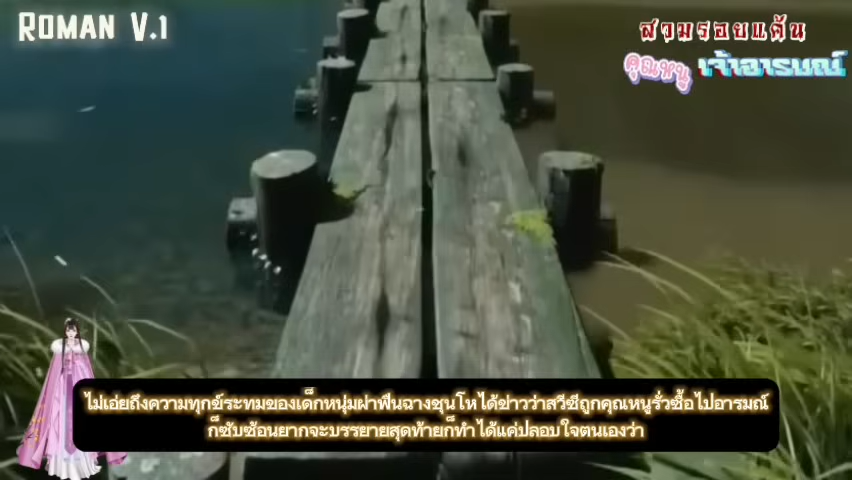 ROMAN V.1
สวมรอยแค้น
คุณหนู เจ้าอารมณ์
ไม่เอ่ยถึงความทุกข์ระทมของเด็กหนุ่มผ่าฟืนฉางชุนโหได้ข่าวว่าสวีซีถูกคุณหนูรั่วซื้อไปอารมณ์
ก็ซับซ้อนยากจะบรรยายสุดท้ายก็ทำได้แค่ปลอบใจตนเองว่า